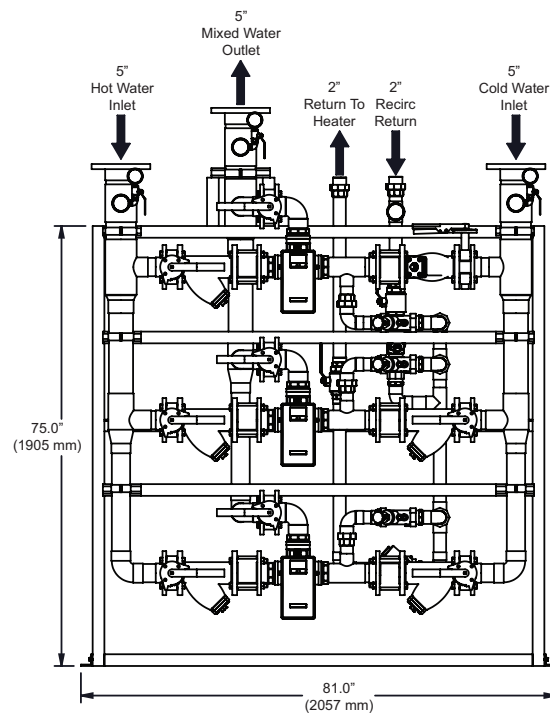 5”
Mixed Water
Outlet
5”
Hot Water
Inlet
2”
Return To
Heater
2”
Recirc
Return
5”
Cold Water
Inlet
75.0”
(1905 mm)
81.0”
(2057 mm)